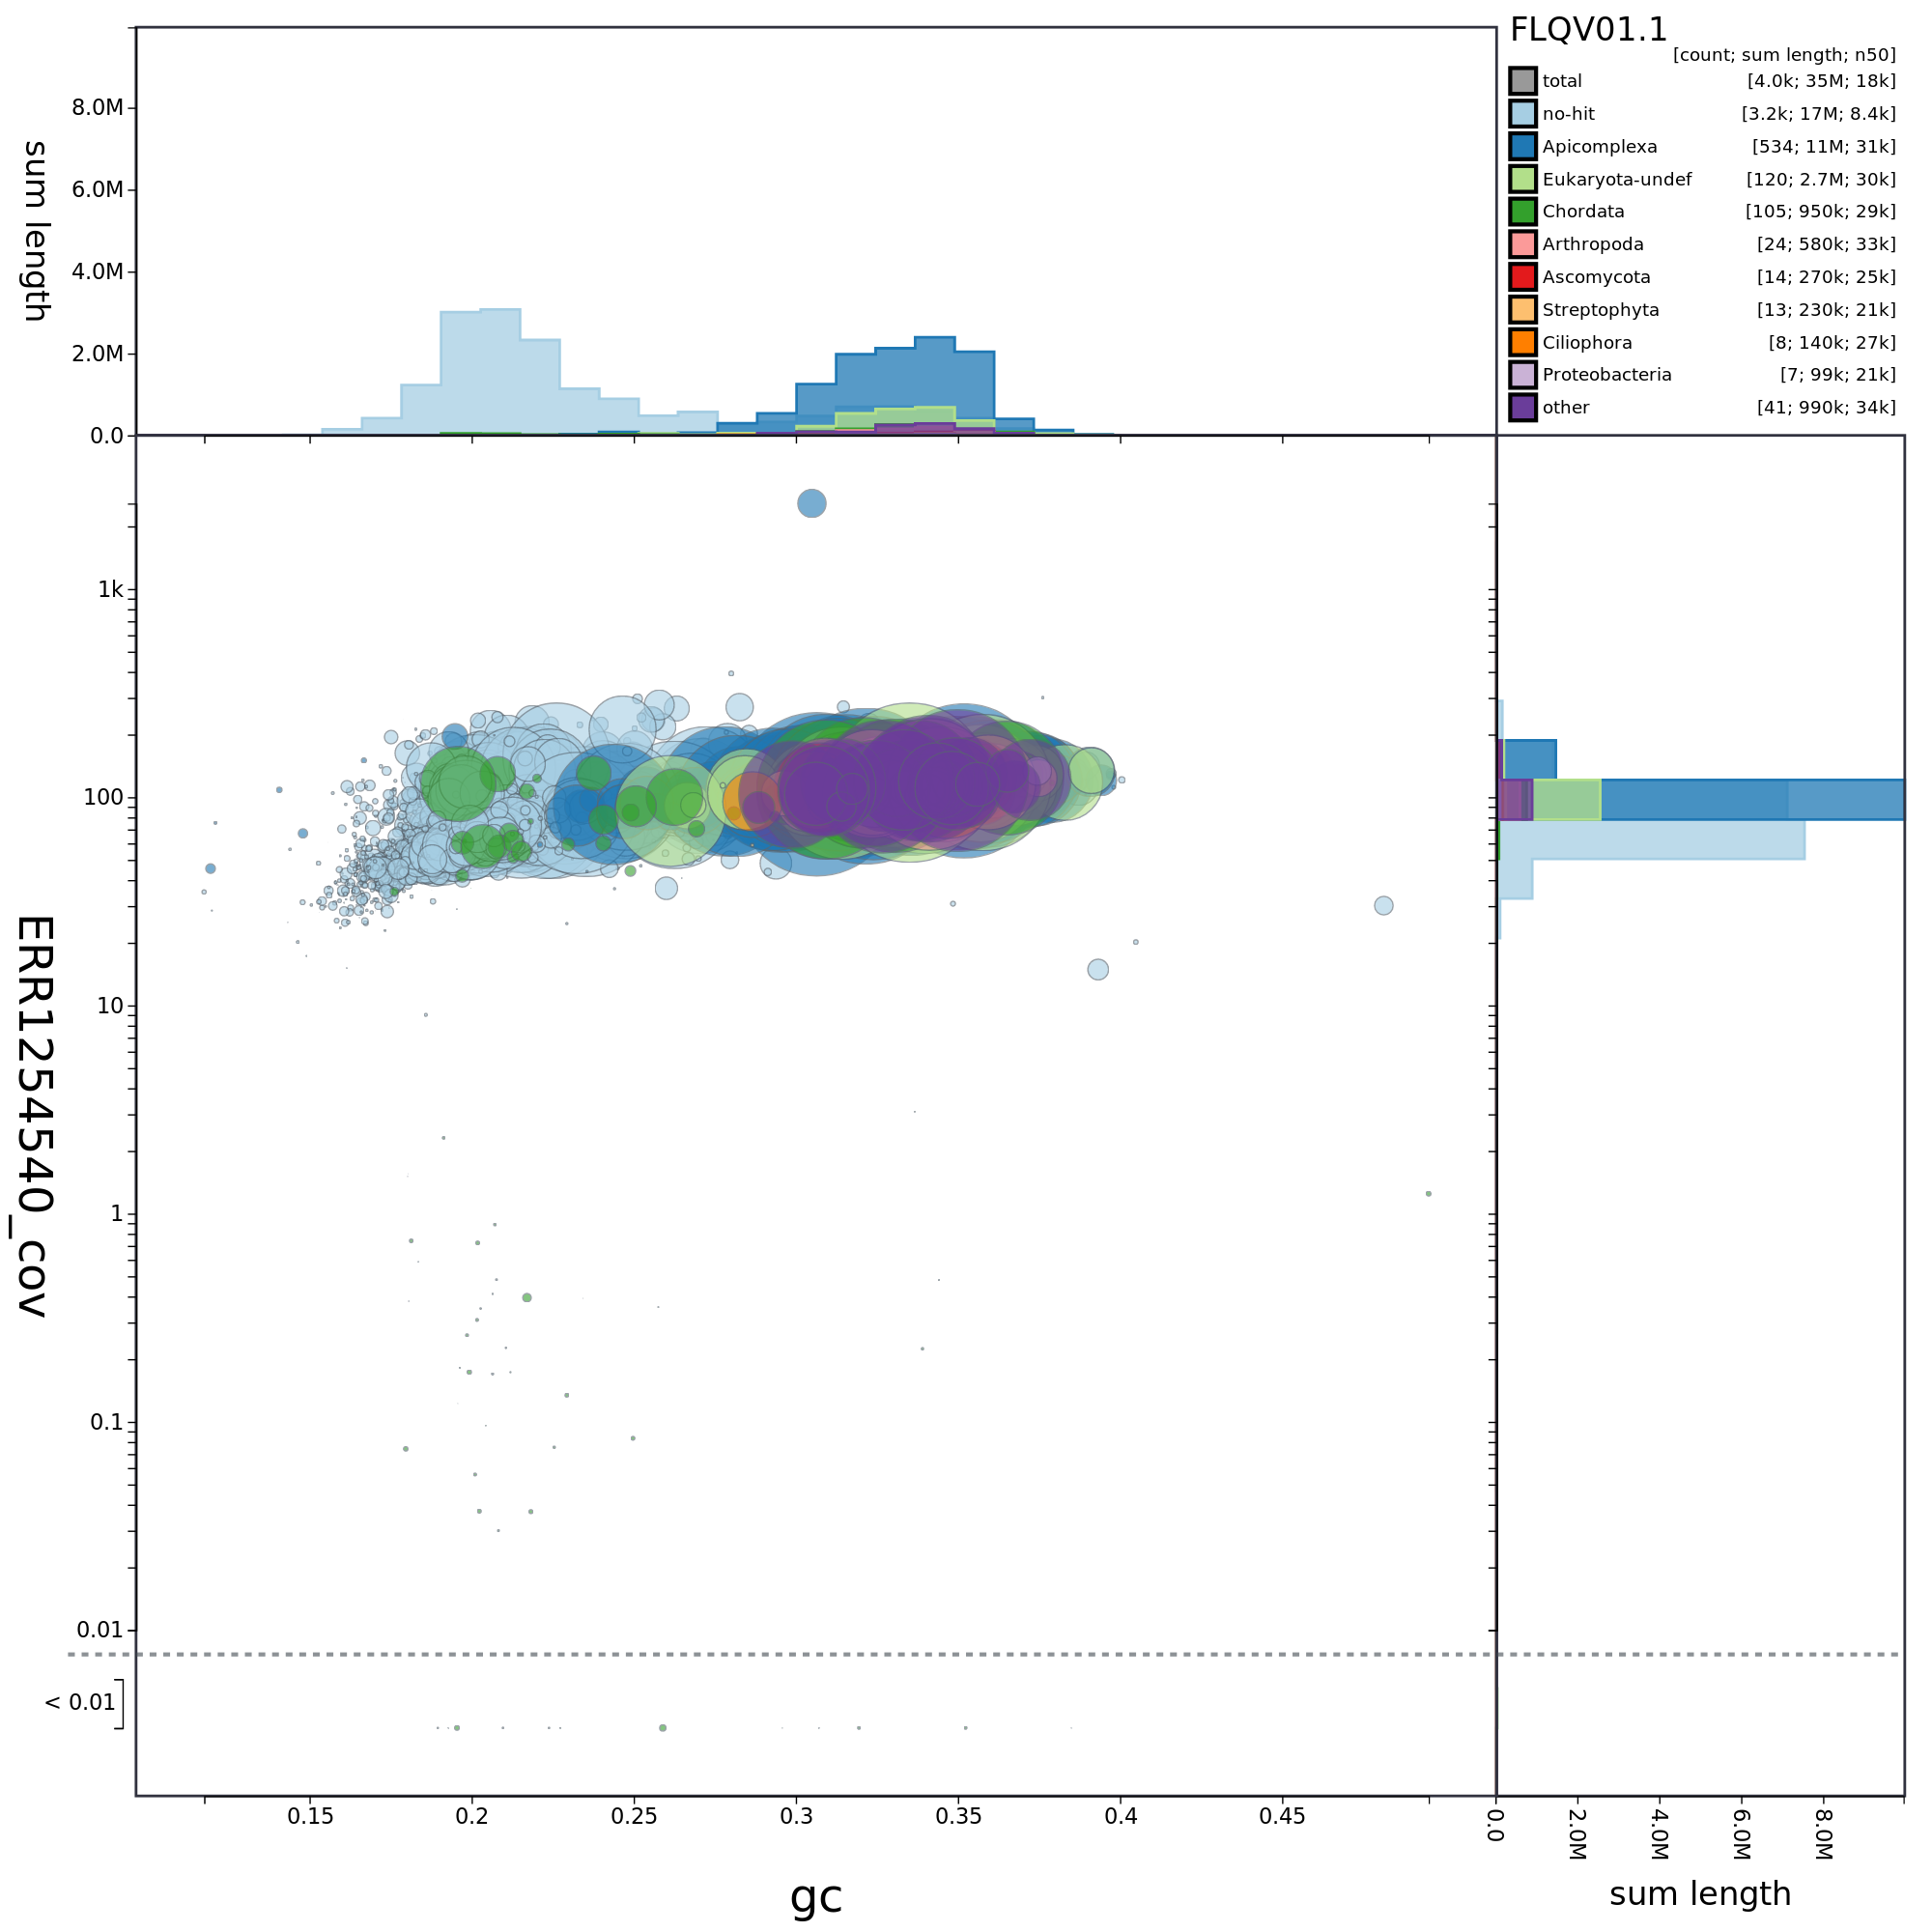 FLQV01.1
[count; sum length; n50]
total [4.0k; 35M; 18k]
no-hit [3.2k; 17M; 8.4k]
Apicomplexa [534; 11M; 31k]
Eukaryota-undef [120; 2.7M; 30k]
Chordata [105; 950k; 29k]
Arthropoda [24; 580k; 33k]
Ascomycota [14; 270k; 25k]
Streptophyta [13; 230k; 21k]
Ciliophora [8; 140k; 27k]
Proteobacteria [7; 99k; 21k]
other [41; 990k; 34k]
sum length
8.0M
6.0M
4.0M
2.0M
0.0
ERR1254540_cov
1k
100
10
1
0.1
0.01
< 0.01
0.15 0.2 0.25 0.3 0.35 0.4 0.45
gc
0.0 2.0M 4.0M 6.0M 8.0M
sum length